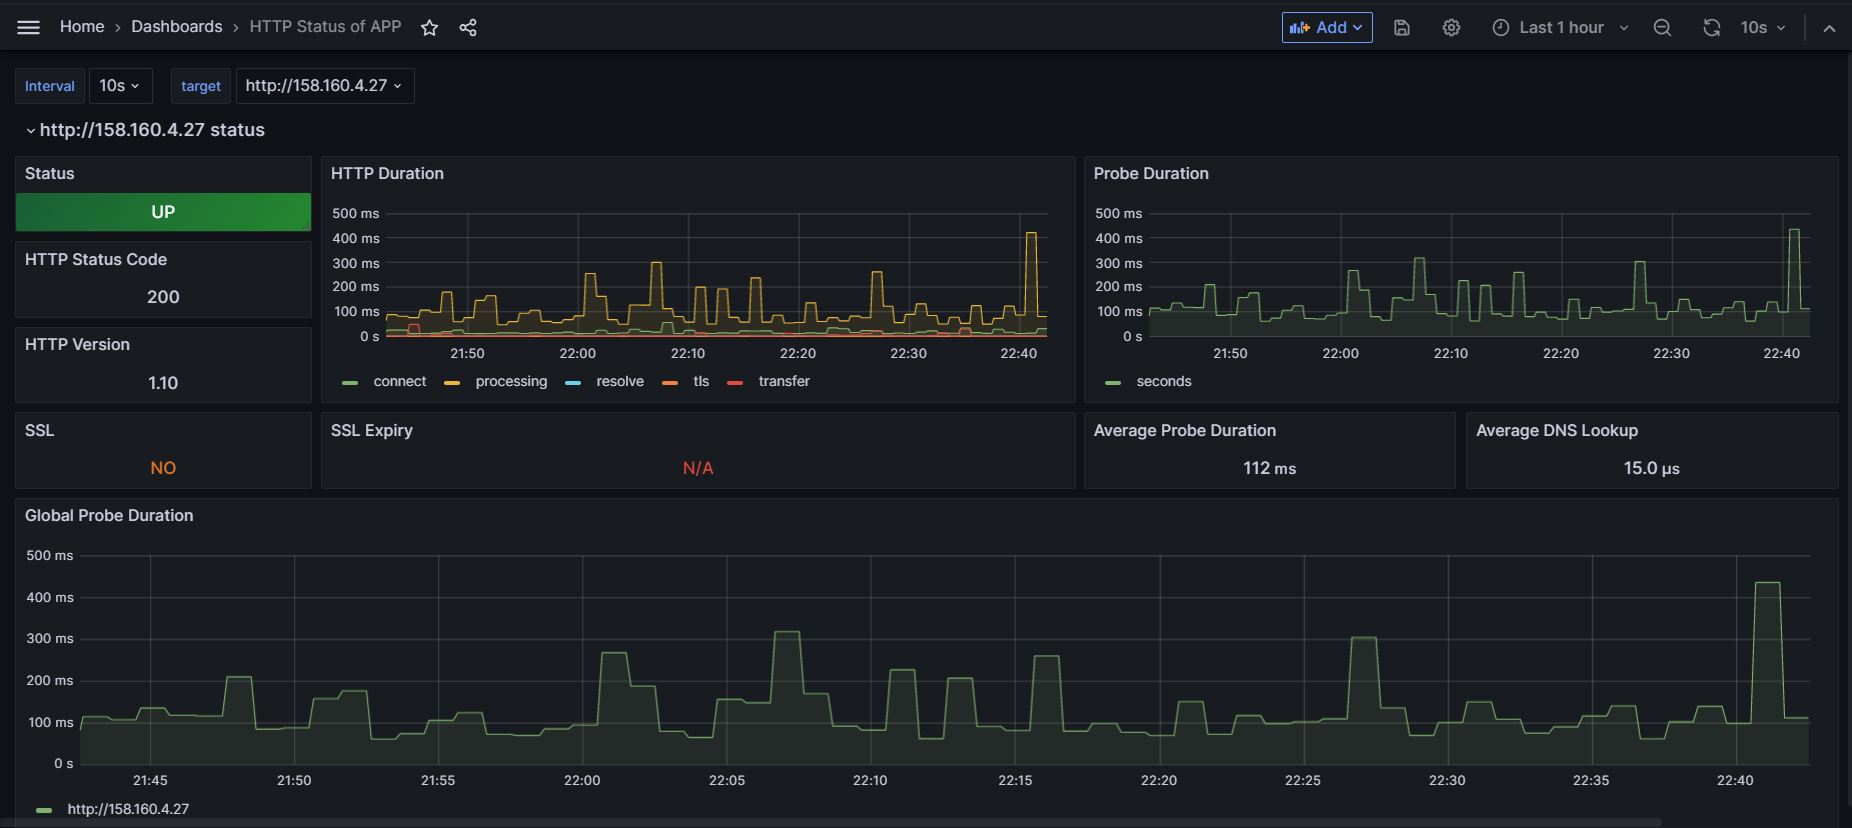 Home › Dashboards › HTTP Status of APP
Add
Last 1 hour
10s
Interval 10s target http://158.160.4.27
http://158.160.4.27 status
Status
UP
HTTP Status Code
200
HTTP Version
1.10
HTTP Duration
500 ms
400 ms
300 ms
200 ms
100 ms
0 s
21:50 22:00 22:10 22:20 22:30 22:40
connect processing resolve tls transfer
Probe Duration
500 ms
400 ms
300 ms
200 ms
100 ms
0 s
21:50 22:00 22:10 22:20 22:30 22:40
seconds
SSL
NO
SSL Expiry
N/A
Average Probe Duration
112 ms
Average DNS Lookup
15.0 µs
Global Probe Duration
500 ms
400 ms
300 ms
200 ms
100 ms
0 s
21:45 21:50 21:55 22:00 22:05 22:10 22:15 22:20 22:25 22:30 22:35 22:40
http://158.160.4.27